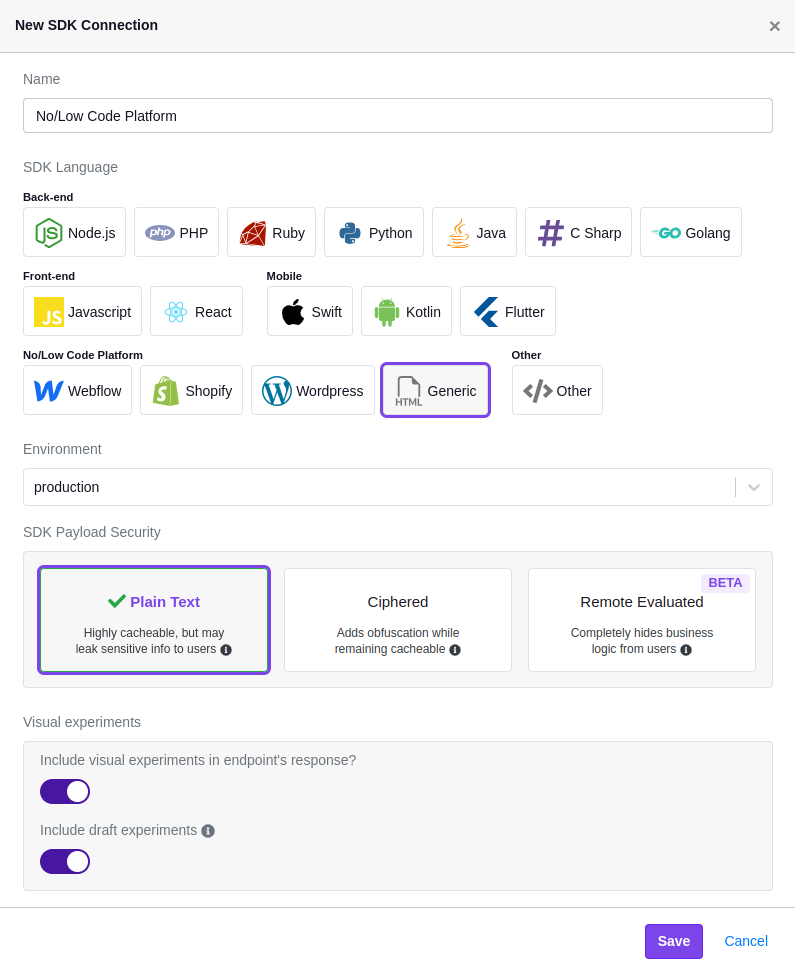 New SDK Connection
×
Name
No/Low Code Platform
SDK Language
Back-end
JS Node.js php PHP Ruby Python Java C Sharp GO Golang
Front-end Mobile
JS Javascript React Swift Kotlin Flutter
No/Low Code Platform Other
Webflow Shopify Wordpress HTML Generic </> Other
Environment
production
SDK Payload Security
BETA
Plain Text Ciphered Remote Evaluated
Highly cacheable, but may Adds obfuscation while Completely hides business
leak sensitive info to users remaining cacheable logic from users
Visual experiments
Include visual experiments in endpoint's response?
Include draft experiments
Save Cancel